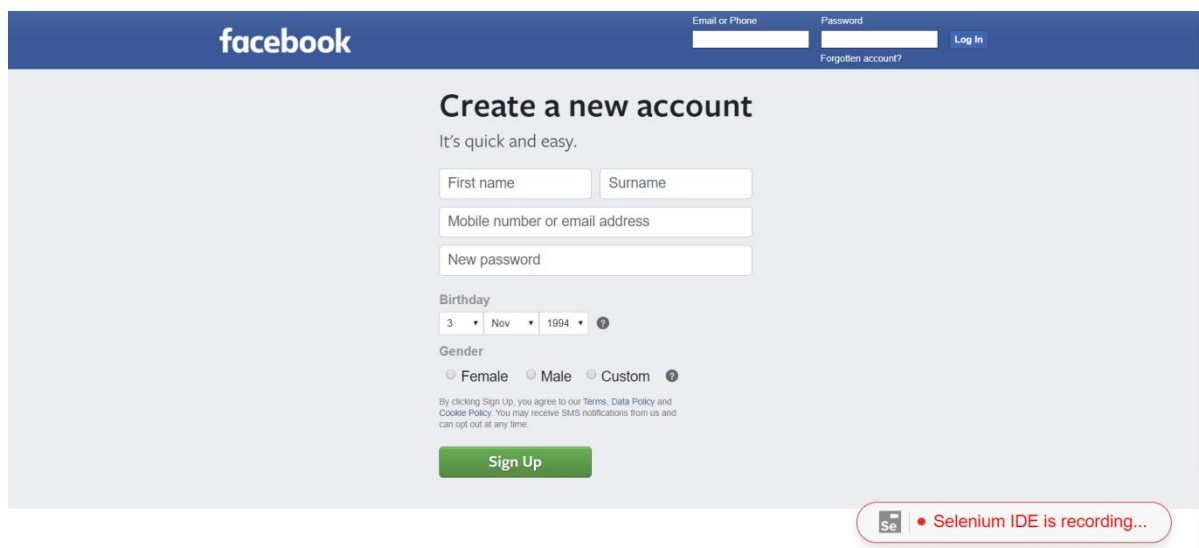 facebook
Email or Phone
Password
Log In
Forgotten account?
Create a new account
It's quick and easy.
First name
Surname
Mobile number or email address
New password
Birthday
3 Nov 1994 ?
Gender
Female Male Custom ?
By clicking Sign Up, you agree to our Terms, Data Policy and
Cookie Policy. You may receive SMS notifications from us and
can opt out at any time.
Sign Up
Se Selenium IDE is recording...